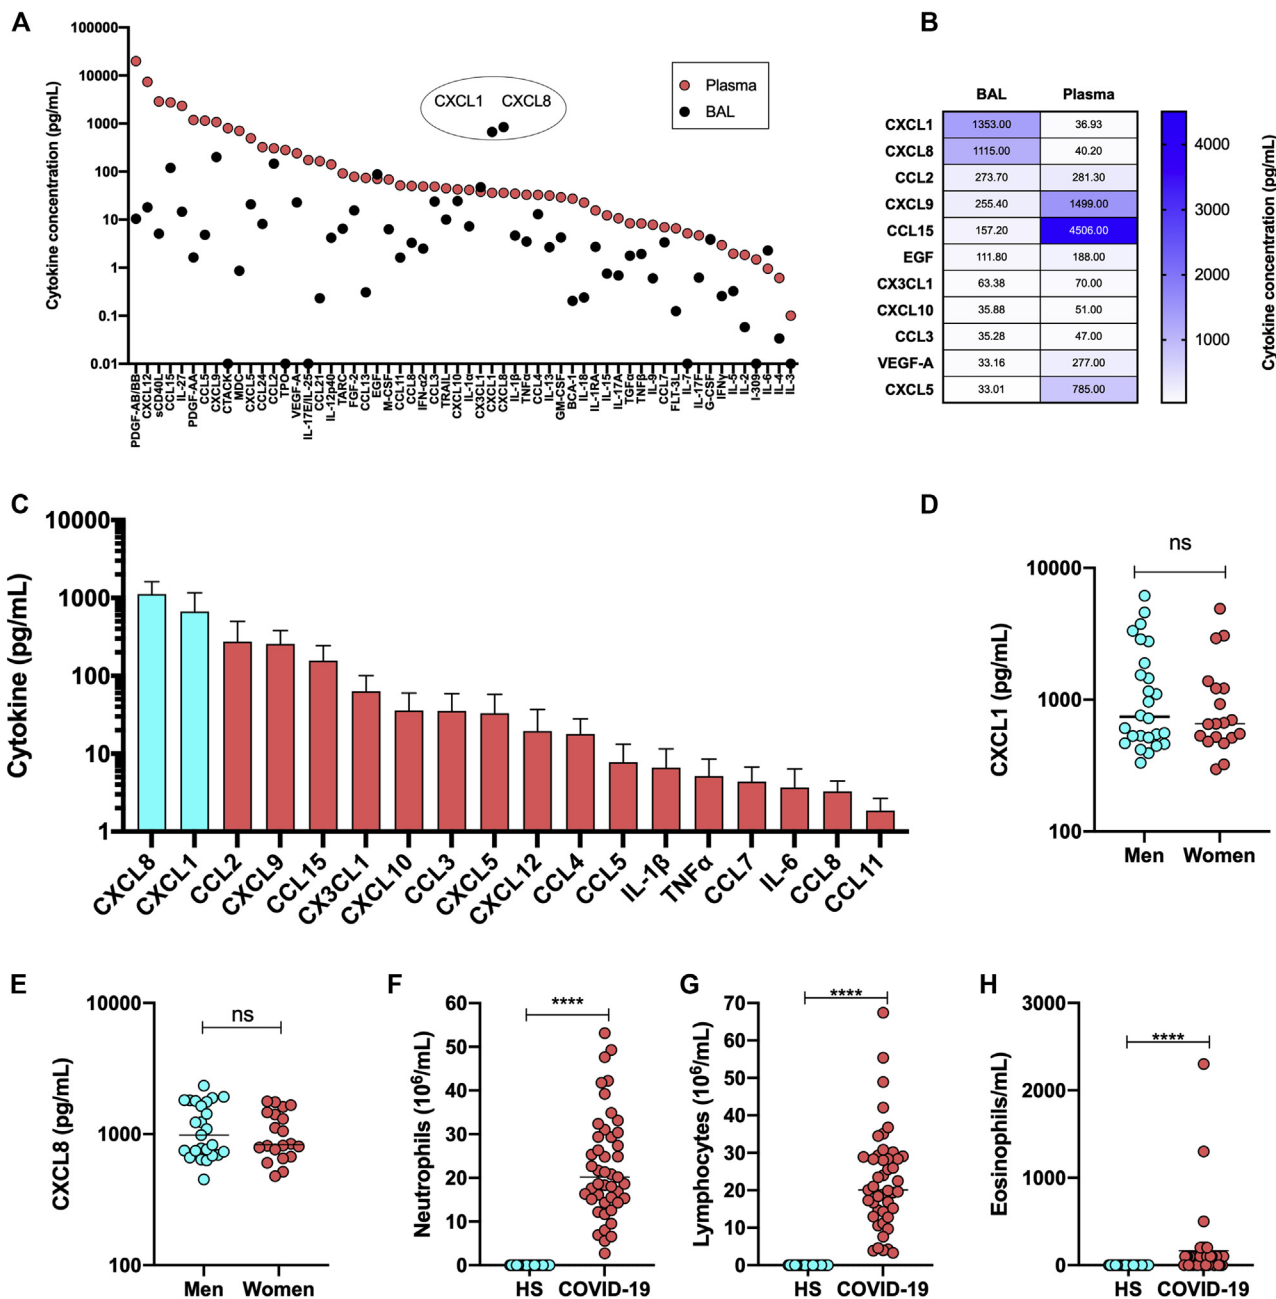 A
Cytokine concentration (pg/mL)
100000
10000
1000
100
10
1
0.1
0.01
CXCL1 CXCL8
Plasma
BAL
PDGF-AB/BB
CXCL12
sCD40L
CCL15
IL-27
PDGF-AA
CCL5
CXCL9
CTACK
MDC
CXCL5
CCL24
CCL2
TPO
VEGF-A
IL-17E/IL-25
CCL21
IL-12p40
TARC
FGF-2
CCL13
EGF
M-CSF
CCL11
CCL8
IFN-α2
CCL3
TRAIL
CXCL10
IL-1α
CX3CL1
CXCL1
CXCL8
IL-1β
TNFα
CCL4
IL-13
GM-CSF
BCA-1
IL-18
IL-1RA
IL-15
IL-17A
TGFα
TNFβ
IL-9
CCL7
FLT-3L
IL-7
IL-17F
G-CSF
IFNγ
IL-5
IL-2
I-309
IL-6
IL-4
IL-3
B
BAL Plasma
CXCL1 1353.00 36.93
CXCL8 1115.00 40.20
CCL2 273.70 281.30
CXCL9 255.40 1499.00
CCL15 157.20 4506.00
EGF 111.80 188.00
CX3CL1 63.38 70.00
CXCL10 35.88 51.00
CCL3 35.28 47.00
VEGF-A 33.16 277.00
CXCL5 33.01 785.00
4000
3000
2000
1000
Cytokine concentration (pg/mL)
C
Cytokine (pg/mL)
10000
1000
100
10
1
CXCL8
CXCL1
CCL2
CXCL9
CCL15
CX3CL1
CXCL10
CCL3
CXCL5
CXCL12
CCL4
CCL5
IL-1β
TNFα
CCL7
IL-6
CCL8
CCL11
D
CXCL1 (pg/mL)
10000
1000
100
ns
Men Women
E
CXCL8 (pg/mL)
10000
1000
100
ns
Men Women
F
Neutrophils (10⁶/mL)
60
50
40
30
20
10
0
****
HS COVID-19
G
Lymphocytes (10⁶/mL)
70
60
50
40
30
20
10
0
****
HS COVID-19
H
Eosinophils/mL
3000
2000
1000
0
****
HS COVID-19